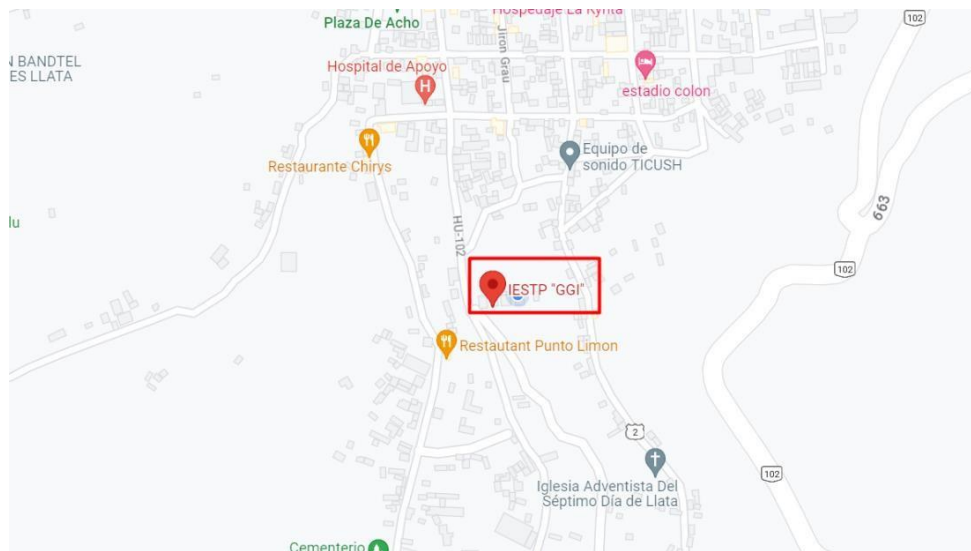 Hospedaje La Kynta
Plaza De Acho
102
N BANDTEL
ES LLATA
Jiron Grau
Hospital de Apoyo
H
estadio colon
Restaurante Chirys
Equipo de
sonido TICUSH
663
lu
HU-102
102
IESTP "GGI"
Restautant Punto Limon
2
102
Iglesia Adventista Del
Séptimo Día de Llata
Cementerio